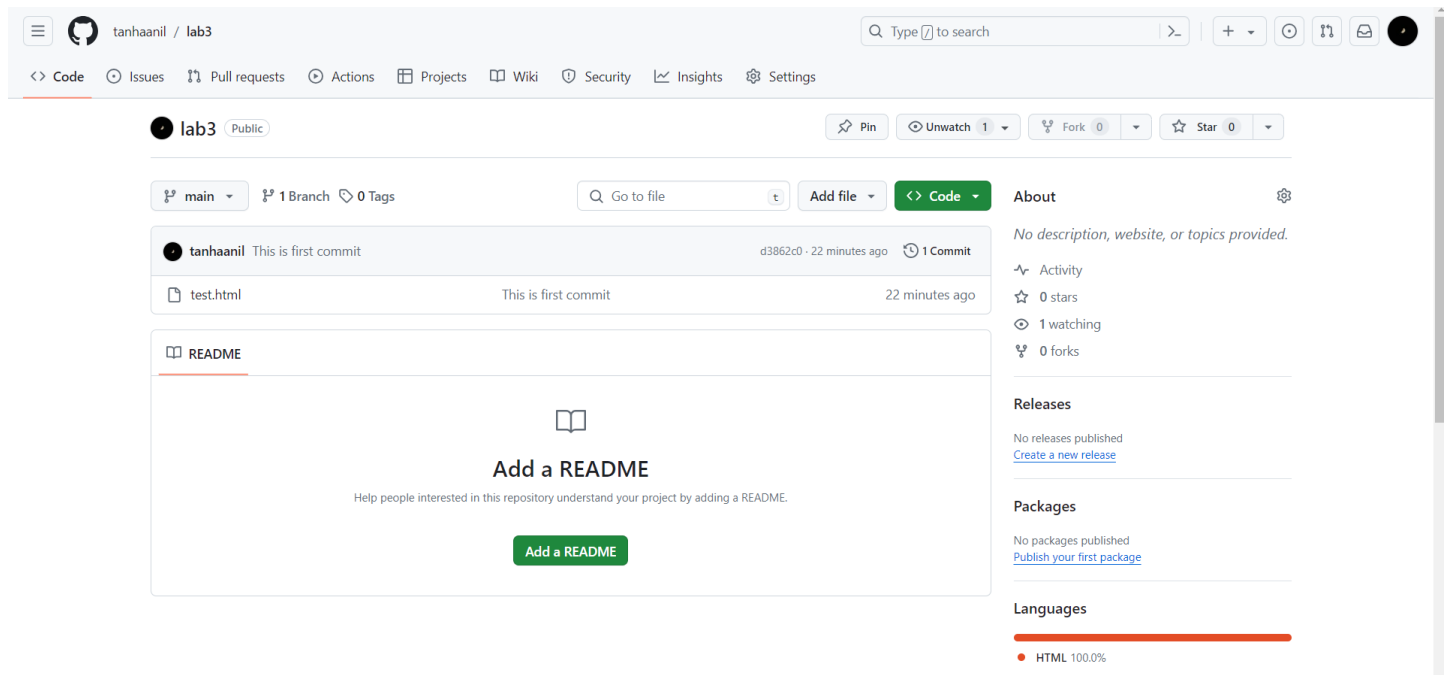 tanhaanil / lab3
Type / to search
Code Issues Pull requests Actions Projects Wiki Security Insights Settings
lab3 Public
Pin Unwatch 1 Fork 0 Star 0
main 1 Branch 0 Tags Go to file t Add file Code
tanhaanil This is first commit d3862c0 · 22 minutes ago 1 Commit
test.html This is first commit 22 minutes ago
README
Add a README
Help people interested in this repository understand your project by adding a README.
Add a README
About
No description, website, or topics provided.
Activity
0 stars
1 watching
0 forks
Releases
No releases published
Create a new release
Packages
No packages published
Publish your first package
Languages
HTML 100.0%